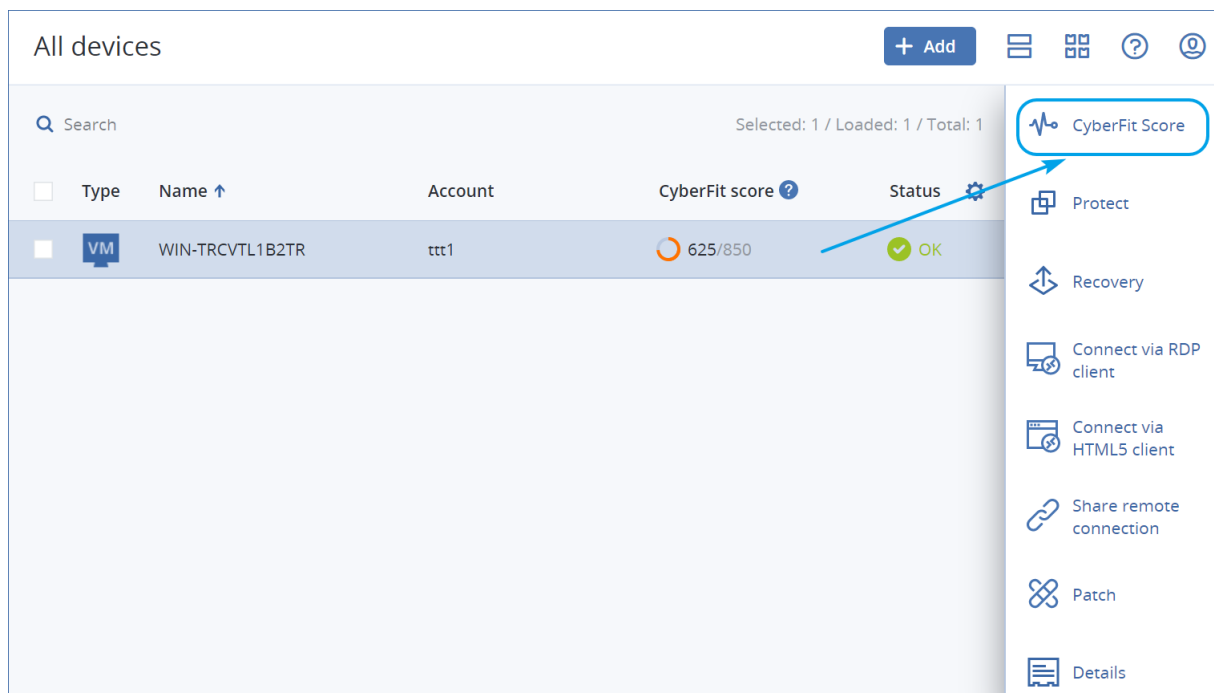 All devices
+ Add
Search
Selected: 1 / Loaded: 1 / Total: 1
Type Name Account CyberFit score Status
VM WIN-TRCVTL1B2TR ttt1 625/850 OK
CyberFit Score
Protect
Recovery
Connect via RDP
client
Connect via
HTML5 client
Share remote
connection
Patch
Details